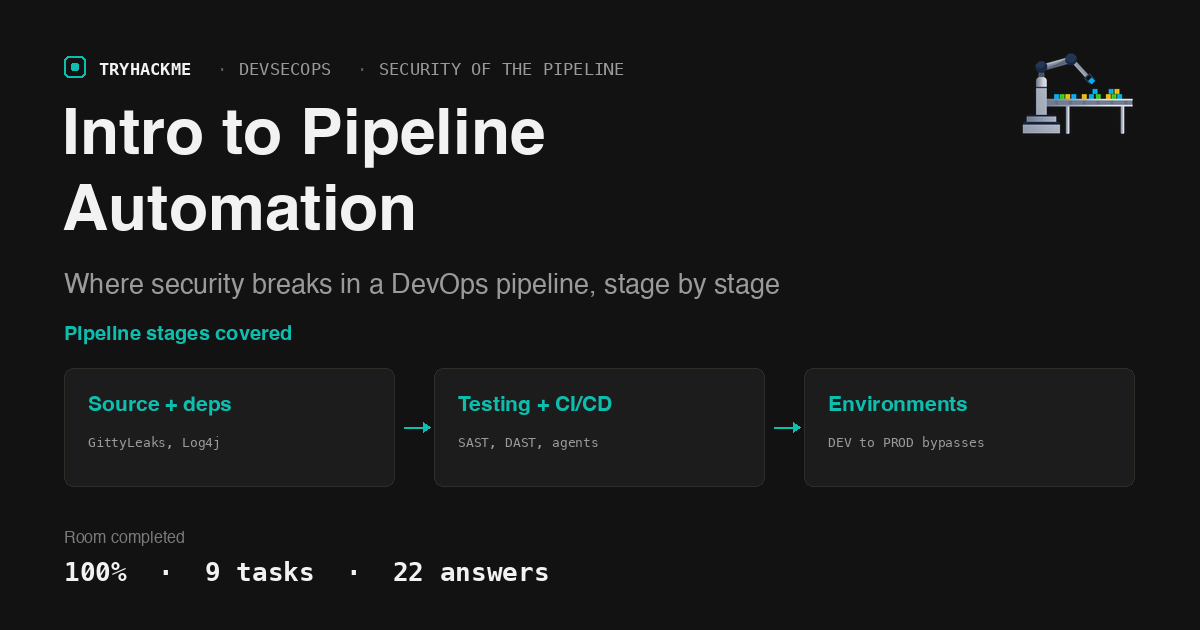 TRYHACKME · DEVSECOPS · SECURITY OF THE PIPELINE
Intro to Pipeline
Automation
Where security breaks in a DevOps pipeline, stage by stage
Pipeline stages covered
Source + deps
GittyLeaks, Log4j
Testing + CI/CD
SAST, DAST, agents
Environments
DEV to PROD bypasses
Room completed
100% · 9 tasks · 22 answers